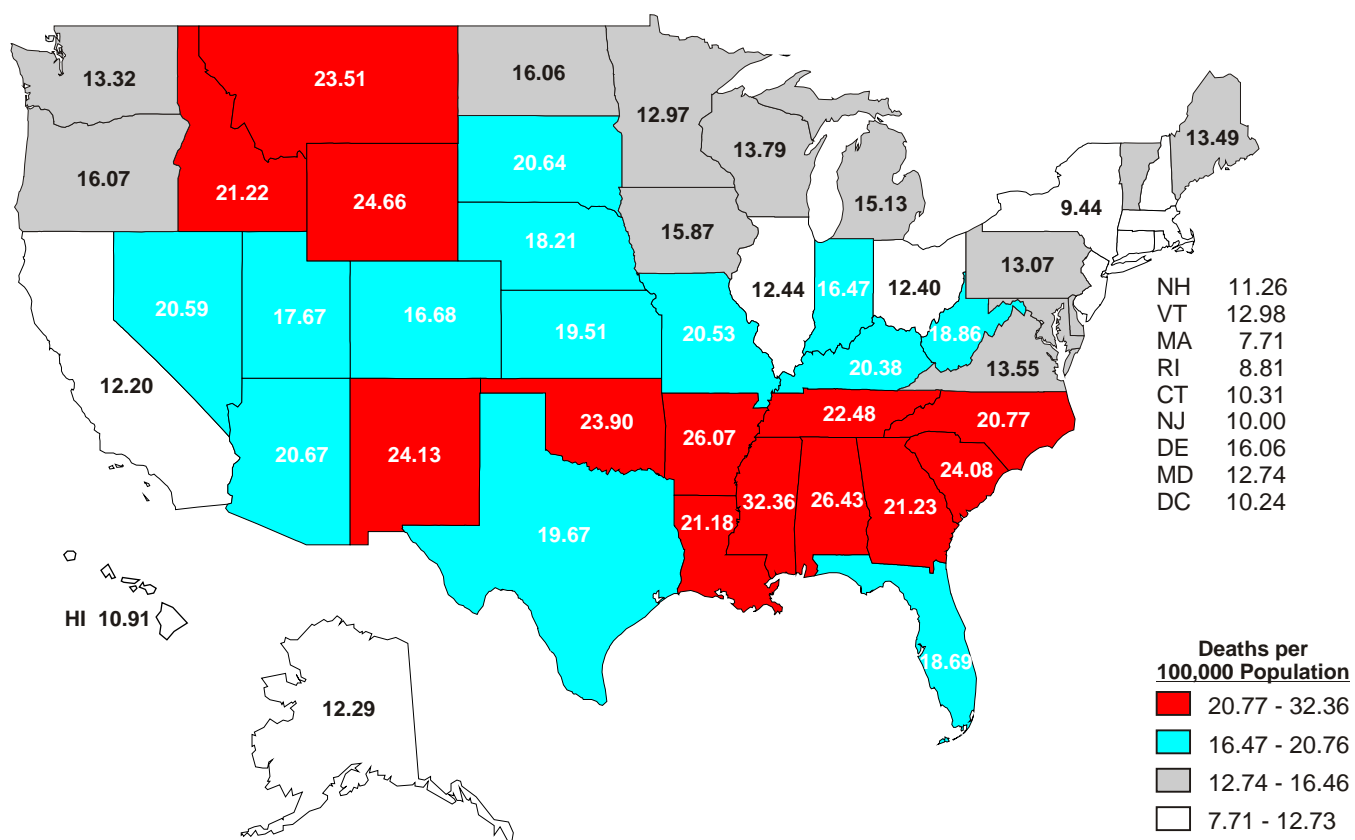 13.32
23.51
16.06
12.97
13.49
13.79
16.07
21.22
24.66
20.64
15.13
9.44
18.21
15.87
13.07
20.59
17.67
16.68
19.51
20.53
12.44
16.47
12.40
18.86
20.38
13.55
12.20
20.67
24.13
23.90
26.07
22.48
20.77
24.08
32.36
26.43
21.23
21.18
19.67
18.69
NH 11.26
VT 12.98
MA 7.71
RI 8.81
CT 10.31
NJ 10.00
DE 16.06
MD 12.74
DC 10.24
HI 10.91
12.29
Deaths per
100,000 Population
20.77 - 32.36
16.47 - 20.76
12.74 - 16.46
7.71 - 12.73